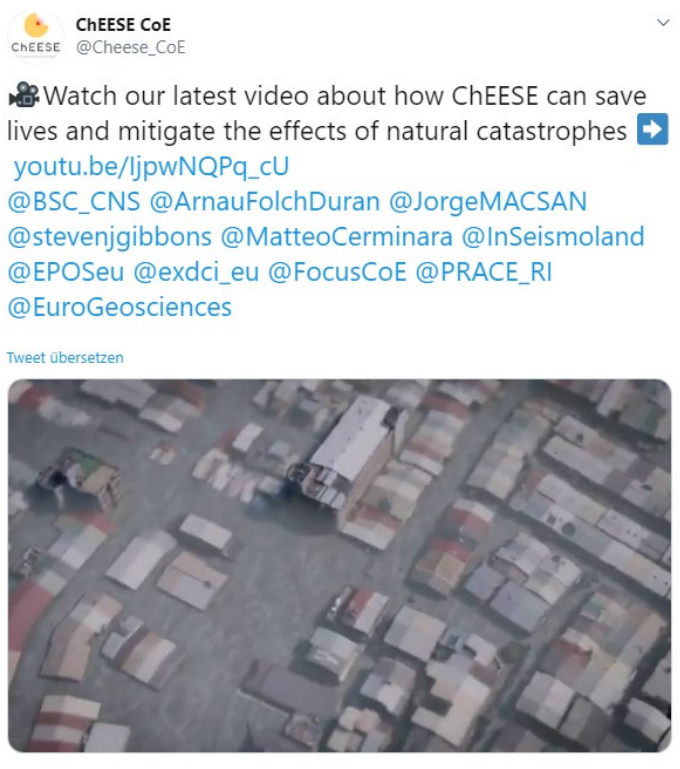 ChEESE CoE
ChEESE
@Cheese_CoE
🎥Watch our latest video about how ChEESE can save
lives and mitigate the effects of natural catastrophes ➡
youtu.be/IjpwNQPq_cU
@BSC_CNS @ArnauFolchDuran @JorgeMACSAN
@stevenjgibbons @MatteoCerminara @InSeismoland
@EPOSeu @exdci_eu @FocusCoE @PRACE_RI
@EuroGeosciences
Tweet übersetzen